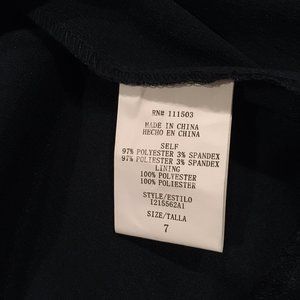 RN# 111503
MADE IN CHINA
HECHO EN CHINA
SELF
97% POLYESTER 3% SPANDEX
97% POLYESTER 3% SPANDEX
LINING
100% POLYESTER
100% POLIESTER
STYLE/ESTILO
1215562A1
SIZE/TALLA
7